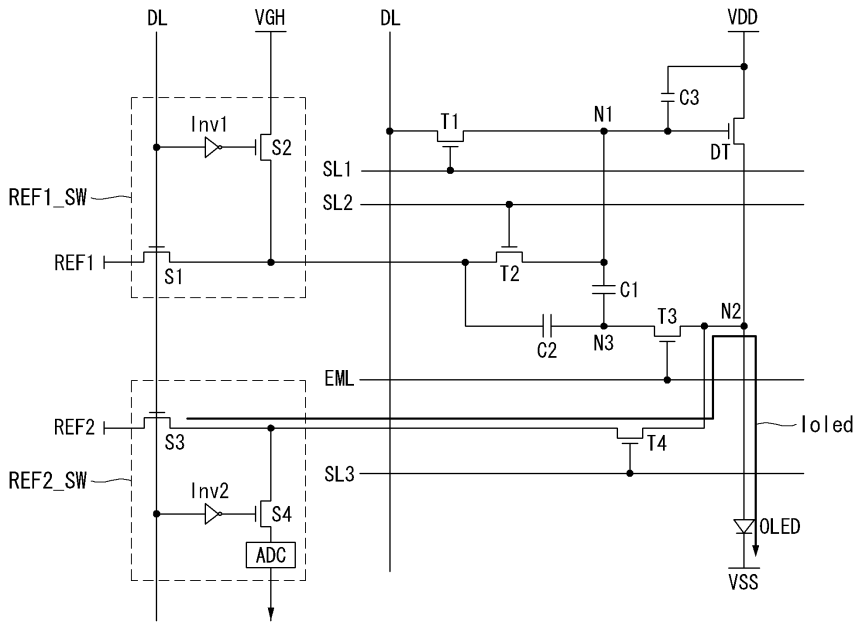 DL
VGH
DL
VDD
Inv1
S2
T1
N1
C3
DT
SL1
REF1_SW
SL2
REF1
S1
T2
C1
T3
N2
C2
N3
EML
REF2
S3
T4
Ioled
SL3
REF2_SW
Inv2
S4
OLED
ADC
VSS